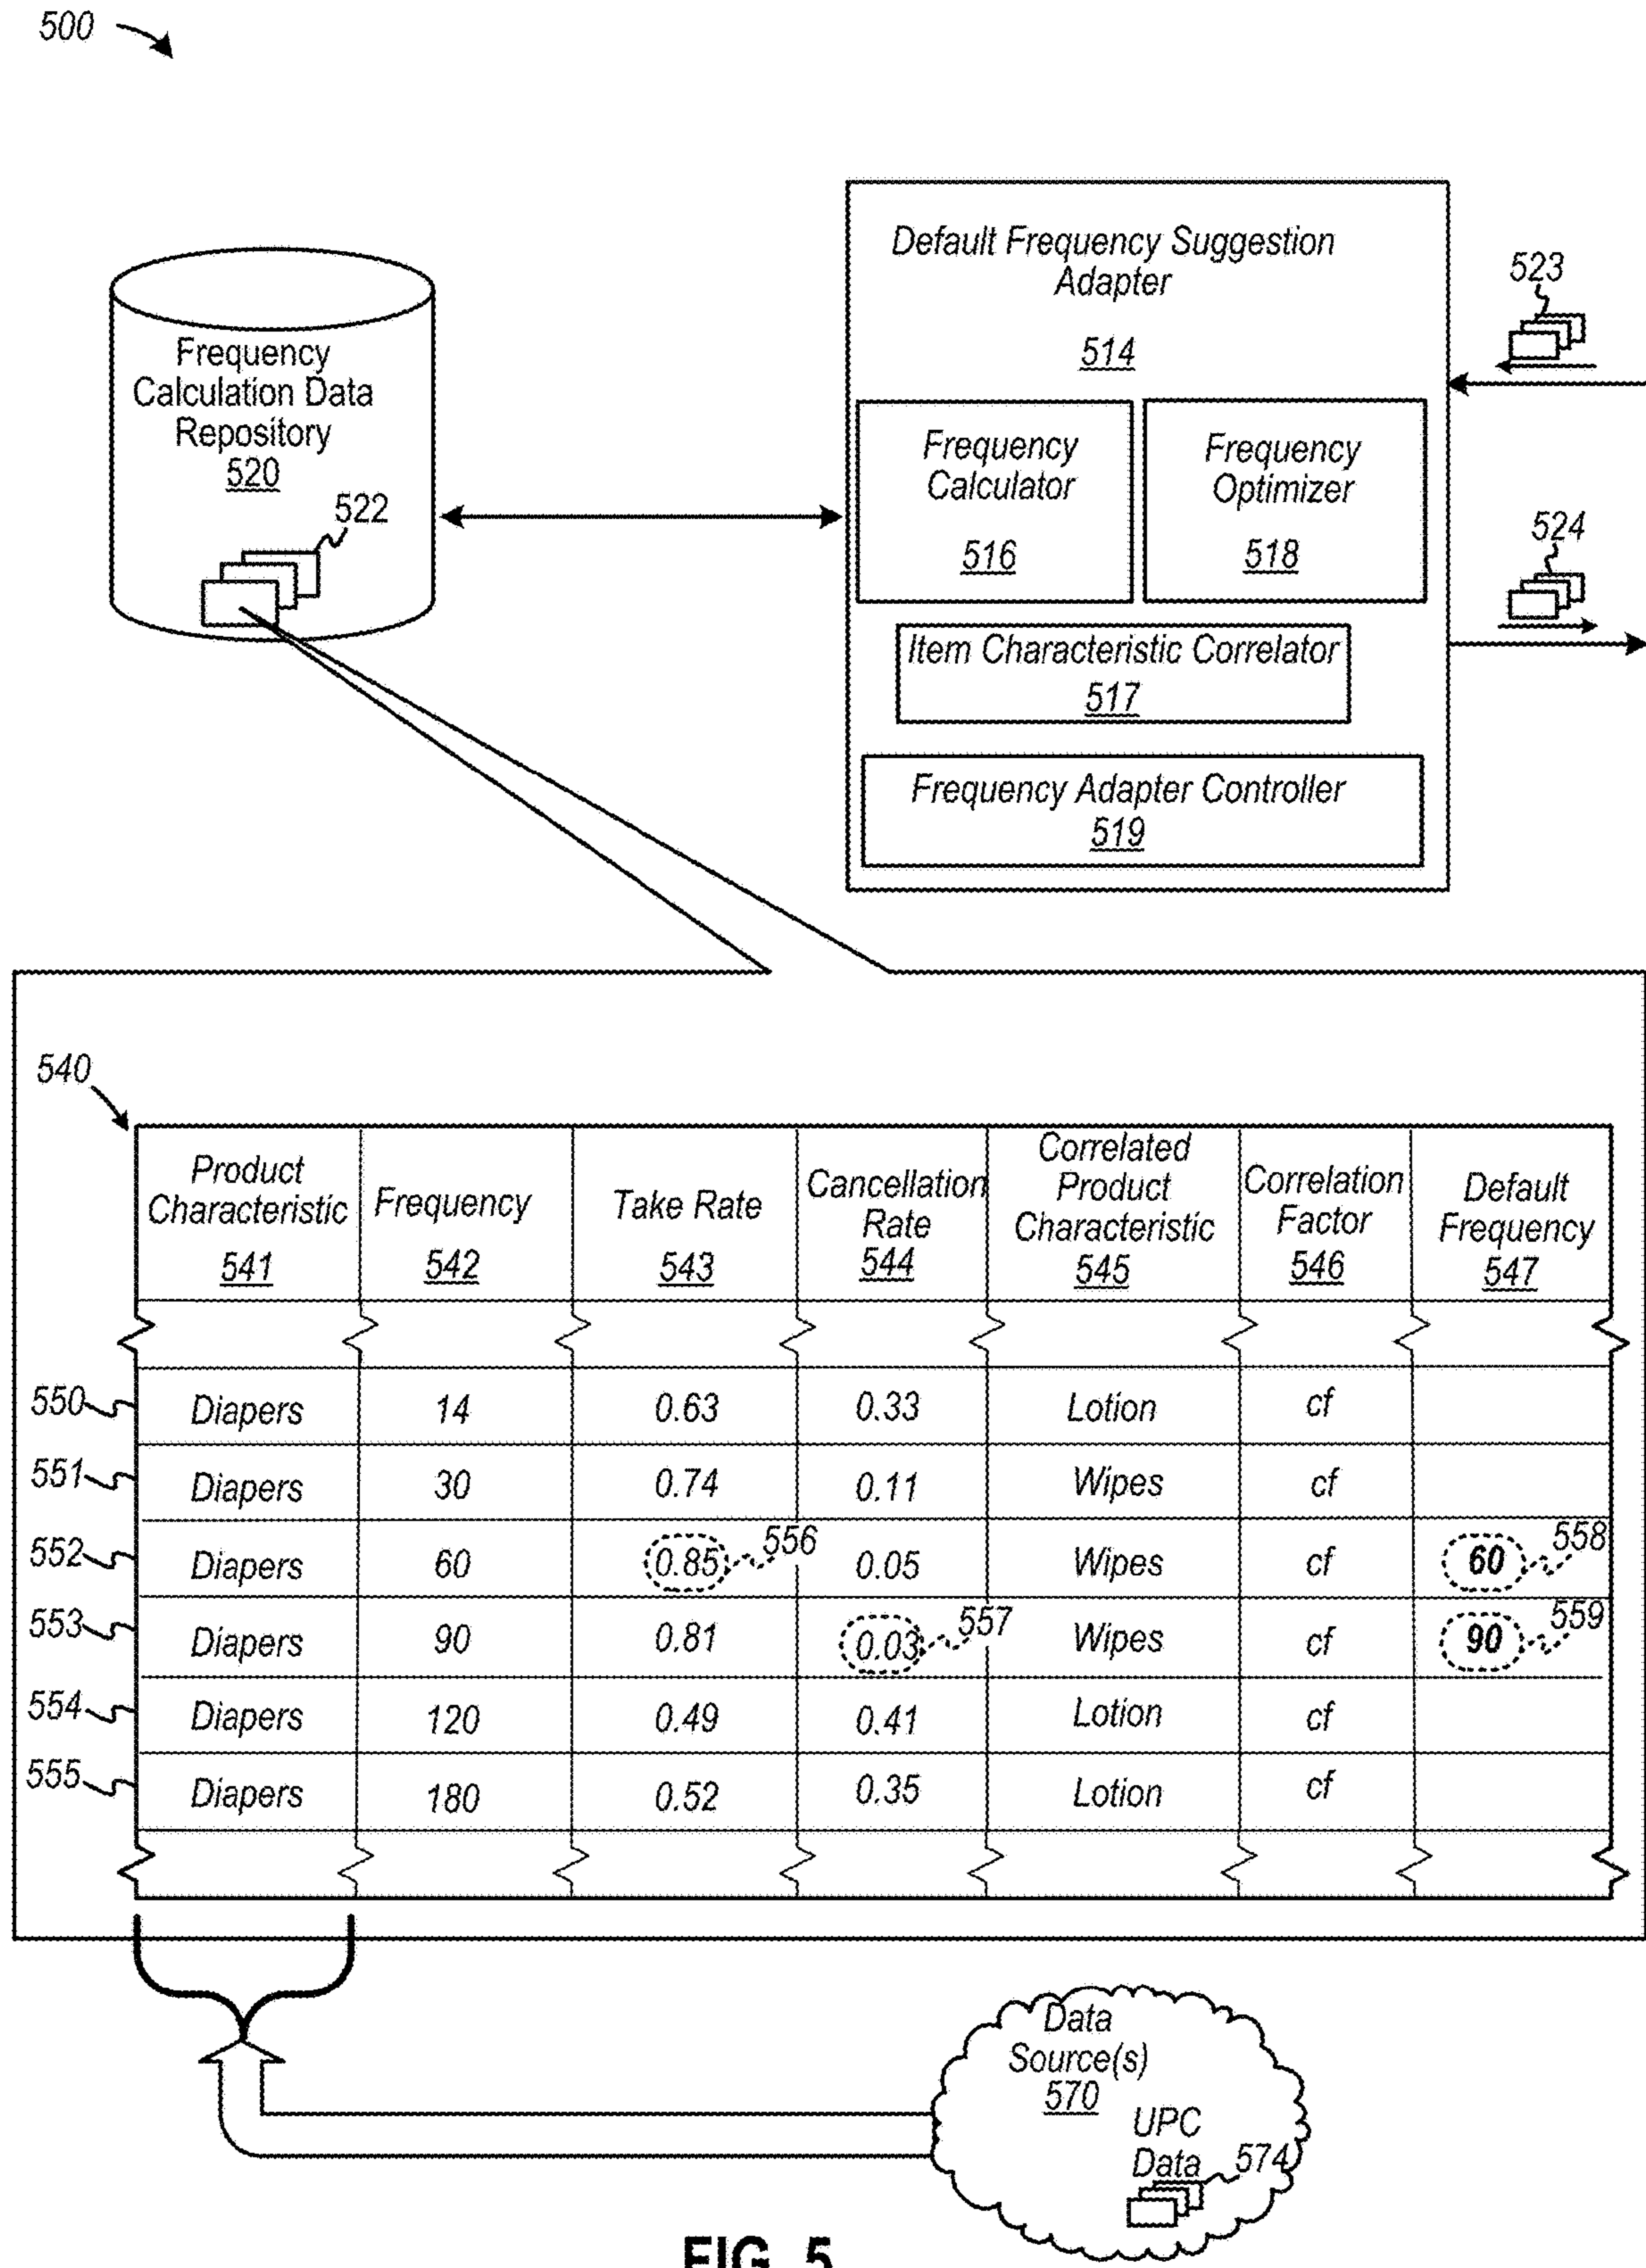 500
Default Frequency Suggestion
Adapter
514
523
Frequency
Calculation Data
Repository
520
522
Frequency
Calculator
516
Frequency
Optimizer
518
524
Item Characteristic Correlator
517
Frequency Adapter Controller
519
540
Product
Characteristic
541
Frequency
542
Take Rate
543
Cancellation
Rate
544
Correlated
Product
Characteristic
545
Correlation
Factor
546
Default
Frequency
547
550 Diapers 14 0.63 0.33 Lotion cf
551 Diapers 30 0.74 0.11 Wipes cf
552 Diapers 60 0.85 556 0.05 Wipes cf 60 558
553 Diapers 90 0.81 0.03 557 Wipes cf 90 559
554 Diapers 120 0.49 0.41 Lotion cf
555 Diapers 180 0.52 0.35 Lotion cf
Data
Source(s)
570
UPC
Data
574
FIG. 5